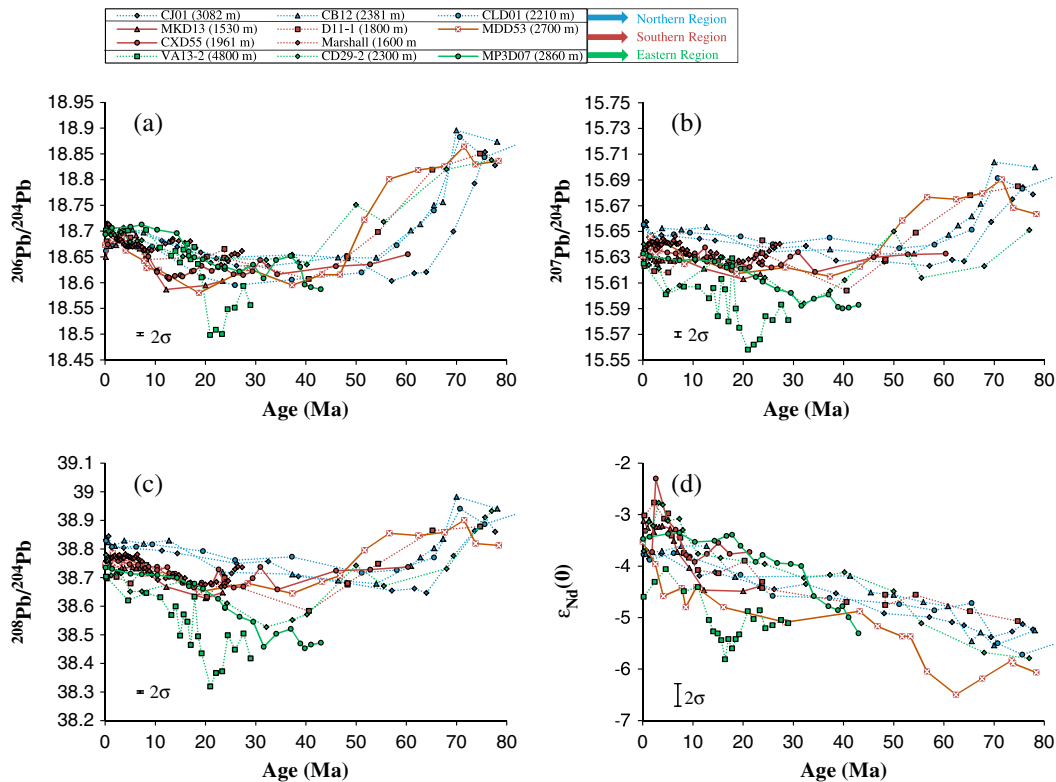 CJ01 (3082 m) CB12 (2381 m) CLD01 (2210 m) Northern Region
MKD13 (1530 m) D11-1 (1800 m) MDD53 (2700 m) Southern Region
CXD55 (1961 m) Marshall (1600 m
VA13-2 (4800 m) CD29-2 (2300 m) MP3D07 (2860 m) Eastern Region
(a)
18.95
18.9
18.85
18.8
18.75
18.7
18.65
18.6
18.55
18.5
18.45
²⁰⁶Pb/²⁰⁴Pb
2σ
0 10 20 30 40 50 60 70 80
Age (Ma)
(b)
15.75
15.73
15.71
15.69
15.67
15.65
15.63
15.61
15.59
15.57
15.55
²⁰⁷Pb/²⁰⁴Pb
2σ
0 10 20 30 40 50 60 70 80
Age (Ma)
(c)
39.1
39
38.9
38.8
38.7
38.6
38.5
38.4
38.3
38.2
²⁰⁸Pb/²⁰⁴Pb
2σ
0 10 20 30 40 50 60 70 80
Age (Ma)
(d)
-2
-3
-4
-5
-6
-7
εNd(0)
2σ
0 10 20 30 40 50 60 70 80
Age (Ma)